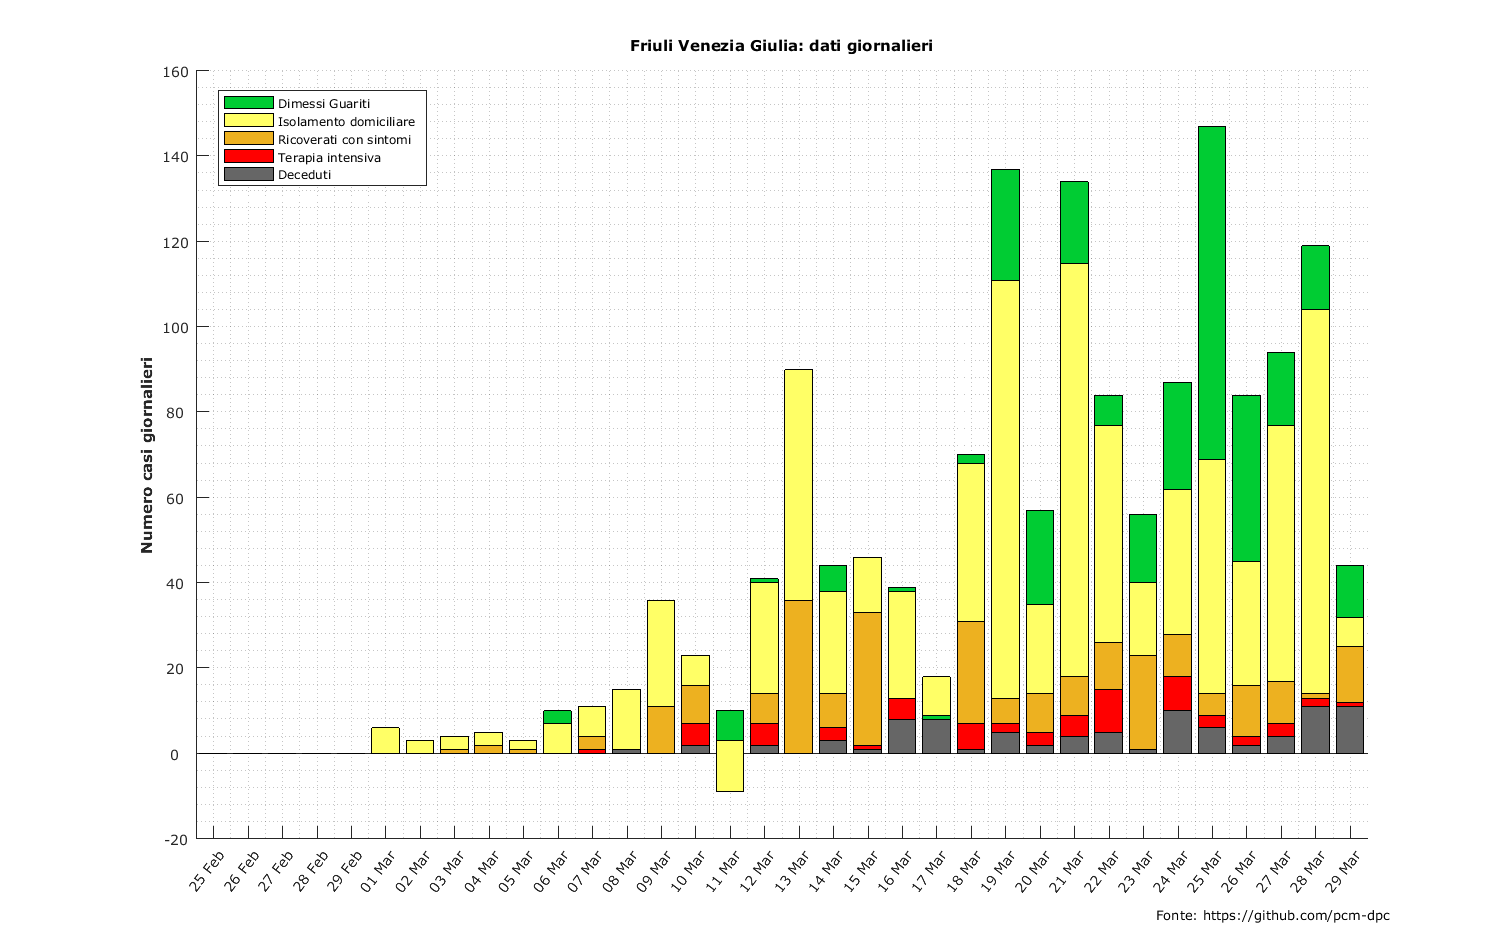 Friuli Venezia Giulia: dati giornalieri
Dimessi Guariti
Isolamento domiciliare
Ricoverati con sintomi
Terapia intensiva
Deceduti
Numero casi giornalieri
160
140
120
100
80
60
40
20
0
-20
25 Feb
26 Feb
27 Feb
28 Feb
29 Feb
01 Mar
02 Mar
03 Mar
04 Mar
05 Mar
06 Mar
07 Mar
08 Mar
09 Mar
10 Mar
11 Mar
12 Mar
13 Mar
14 Mar
15 Mar
16 Mar
17 Mar
18 Mar
19 Mar
20 Mar
21 Mar
22 Mar
23 Mar
24 Mar
25 Mar
26 Mar
27 Mar
28 Mar
29 Mar
Fonte: https://github.com/pcm-dpc